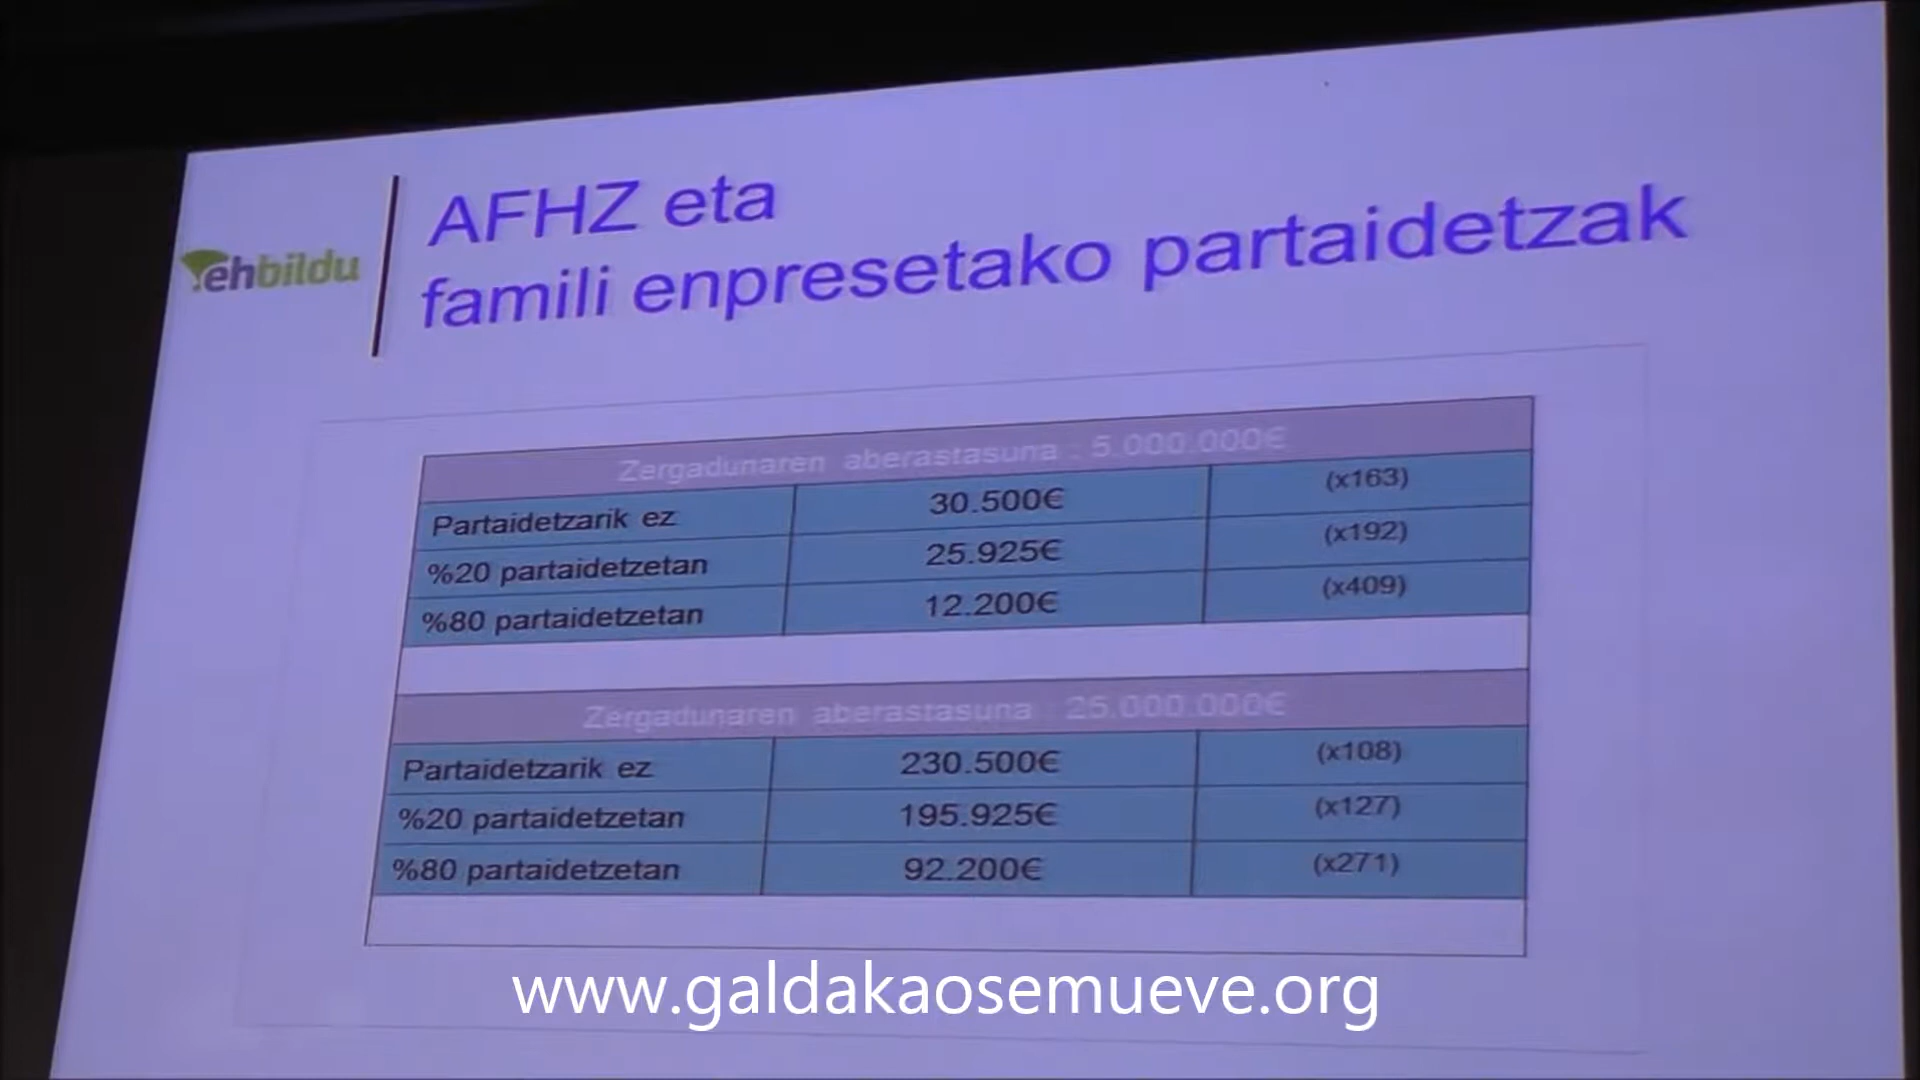 ehbildu
AFHZ eta
famili enpresetako partaidetzak
Zergadunaren aberastasuna : 5.000.000€
Partaidetzarik ez 30.500€ (x163)
%20 partaidetzetan 25.925€ (x192)
%80 partaidetzetan 12.200€ (x409)
Zergadunaren aberastasuna : 25.000.000€
Partaidetzarik ez 230.500€ (x108)
%20 partaidetzetan 195.925€ (x127)
%80 partaidetzetan 92.200€ (x271)
www.galdakaosemueve.org